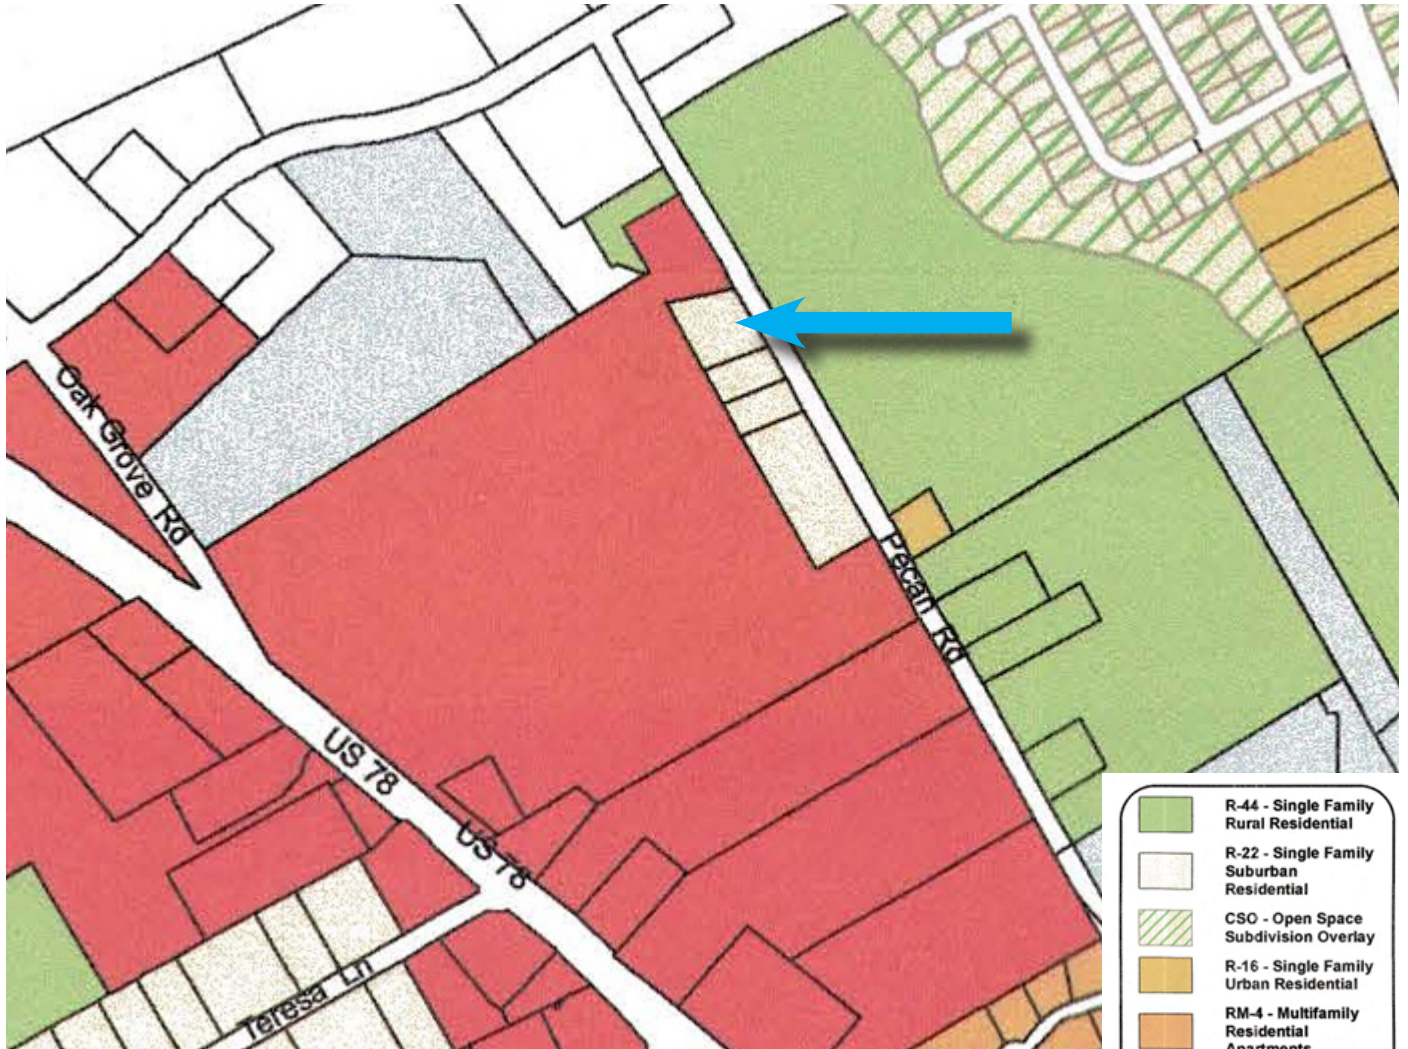 Oak Grove Rd
Pecan Rd
US 78
US 78
Teresa Ln
R-44 - Single Family
Rural Residential
R-22 - Single Family
Suburban
Residential
CSO - Open Space
Subdivision Overlay
R-16 - Single Family
Urban Residential
RM-4 - Multifamily
Residential
Apartments